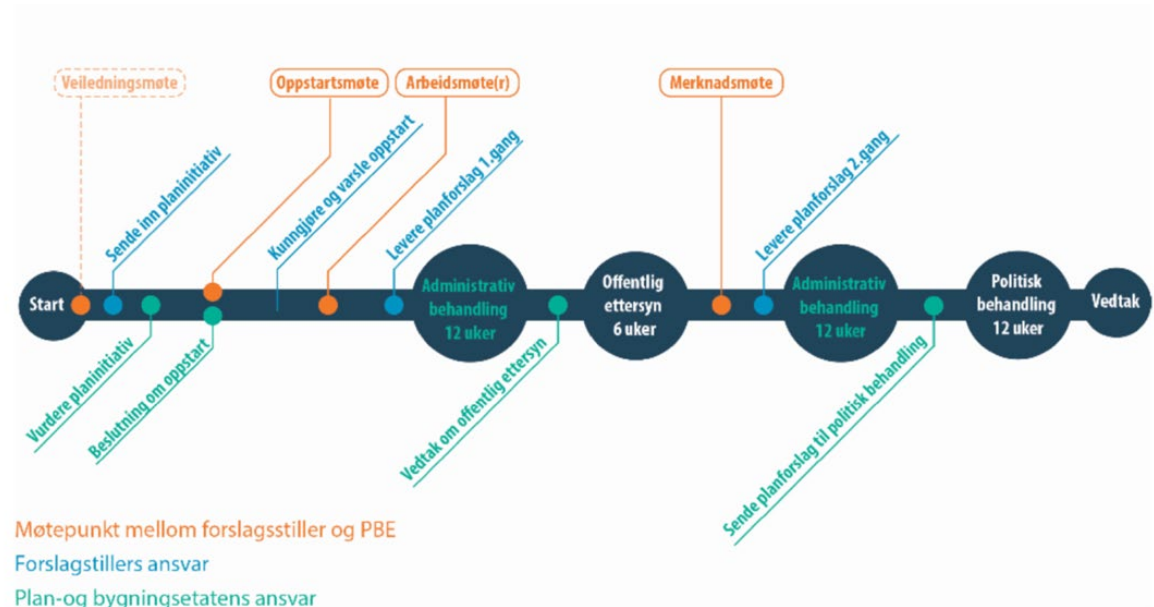 Veiledningsmøte
Oppstartsmøte
Arbeidsmøte(r)
Merknadsmøte
Sende inn planinitiativ
Kunngjøre og varsle oppstart
Levere planforslag 1.gang
Levere planforslag 2.gang
Start
Administrativ
behandling
12 uker
Offentlig
ettersyn
6 uker
Administrativ
behandling
12 uker
Politisk
behandling
12 uker
Vedtak
Vurdere planinitiativ
Beslutning om oppstart
Vedtak om offentlig ettersyn
Sende planforslag til politisk behandling
Møtepunkt mellom forslagsstiller og PBE
Forslagstillers ansvar
Plan-og bygningsetatens ansvar